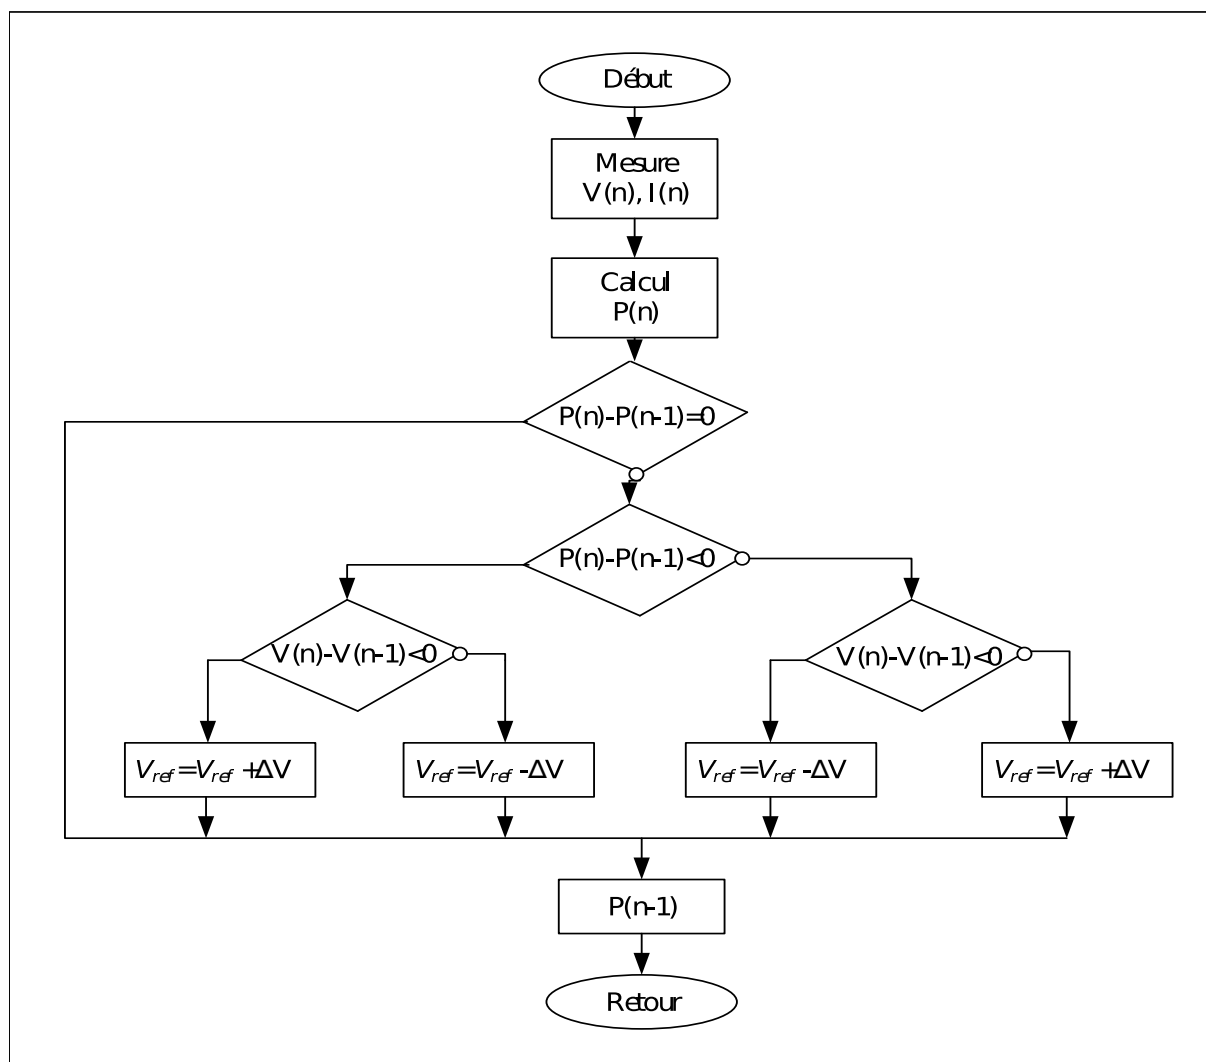 Début
Mesure
V(n), I(n)
Calcul
P(n)
P(n)-P(n-1)=0
P(n)-P(n-1)<0
V(n)-V(n-1)<0
V(n)-V(n-1)<0
Vref=Vref+ΔV
Vref=Vref-ΔV
Vref=Vref-ΔV
Vref=Vref+ΔV
P(n-1)
Retour